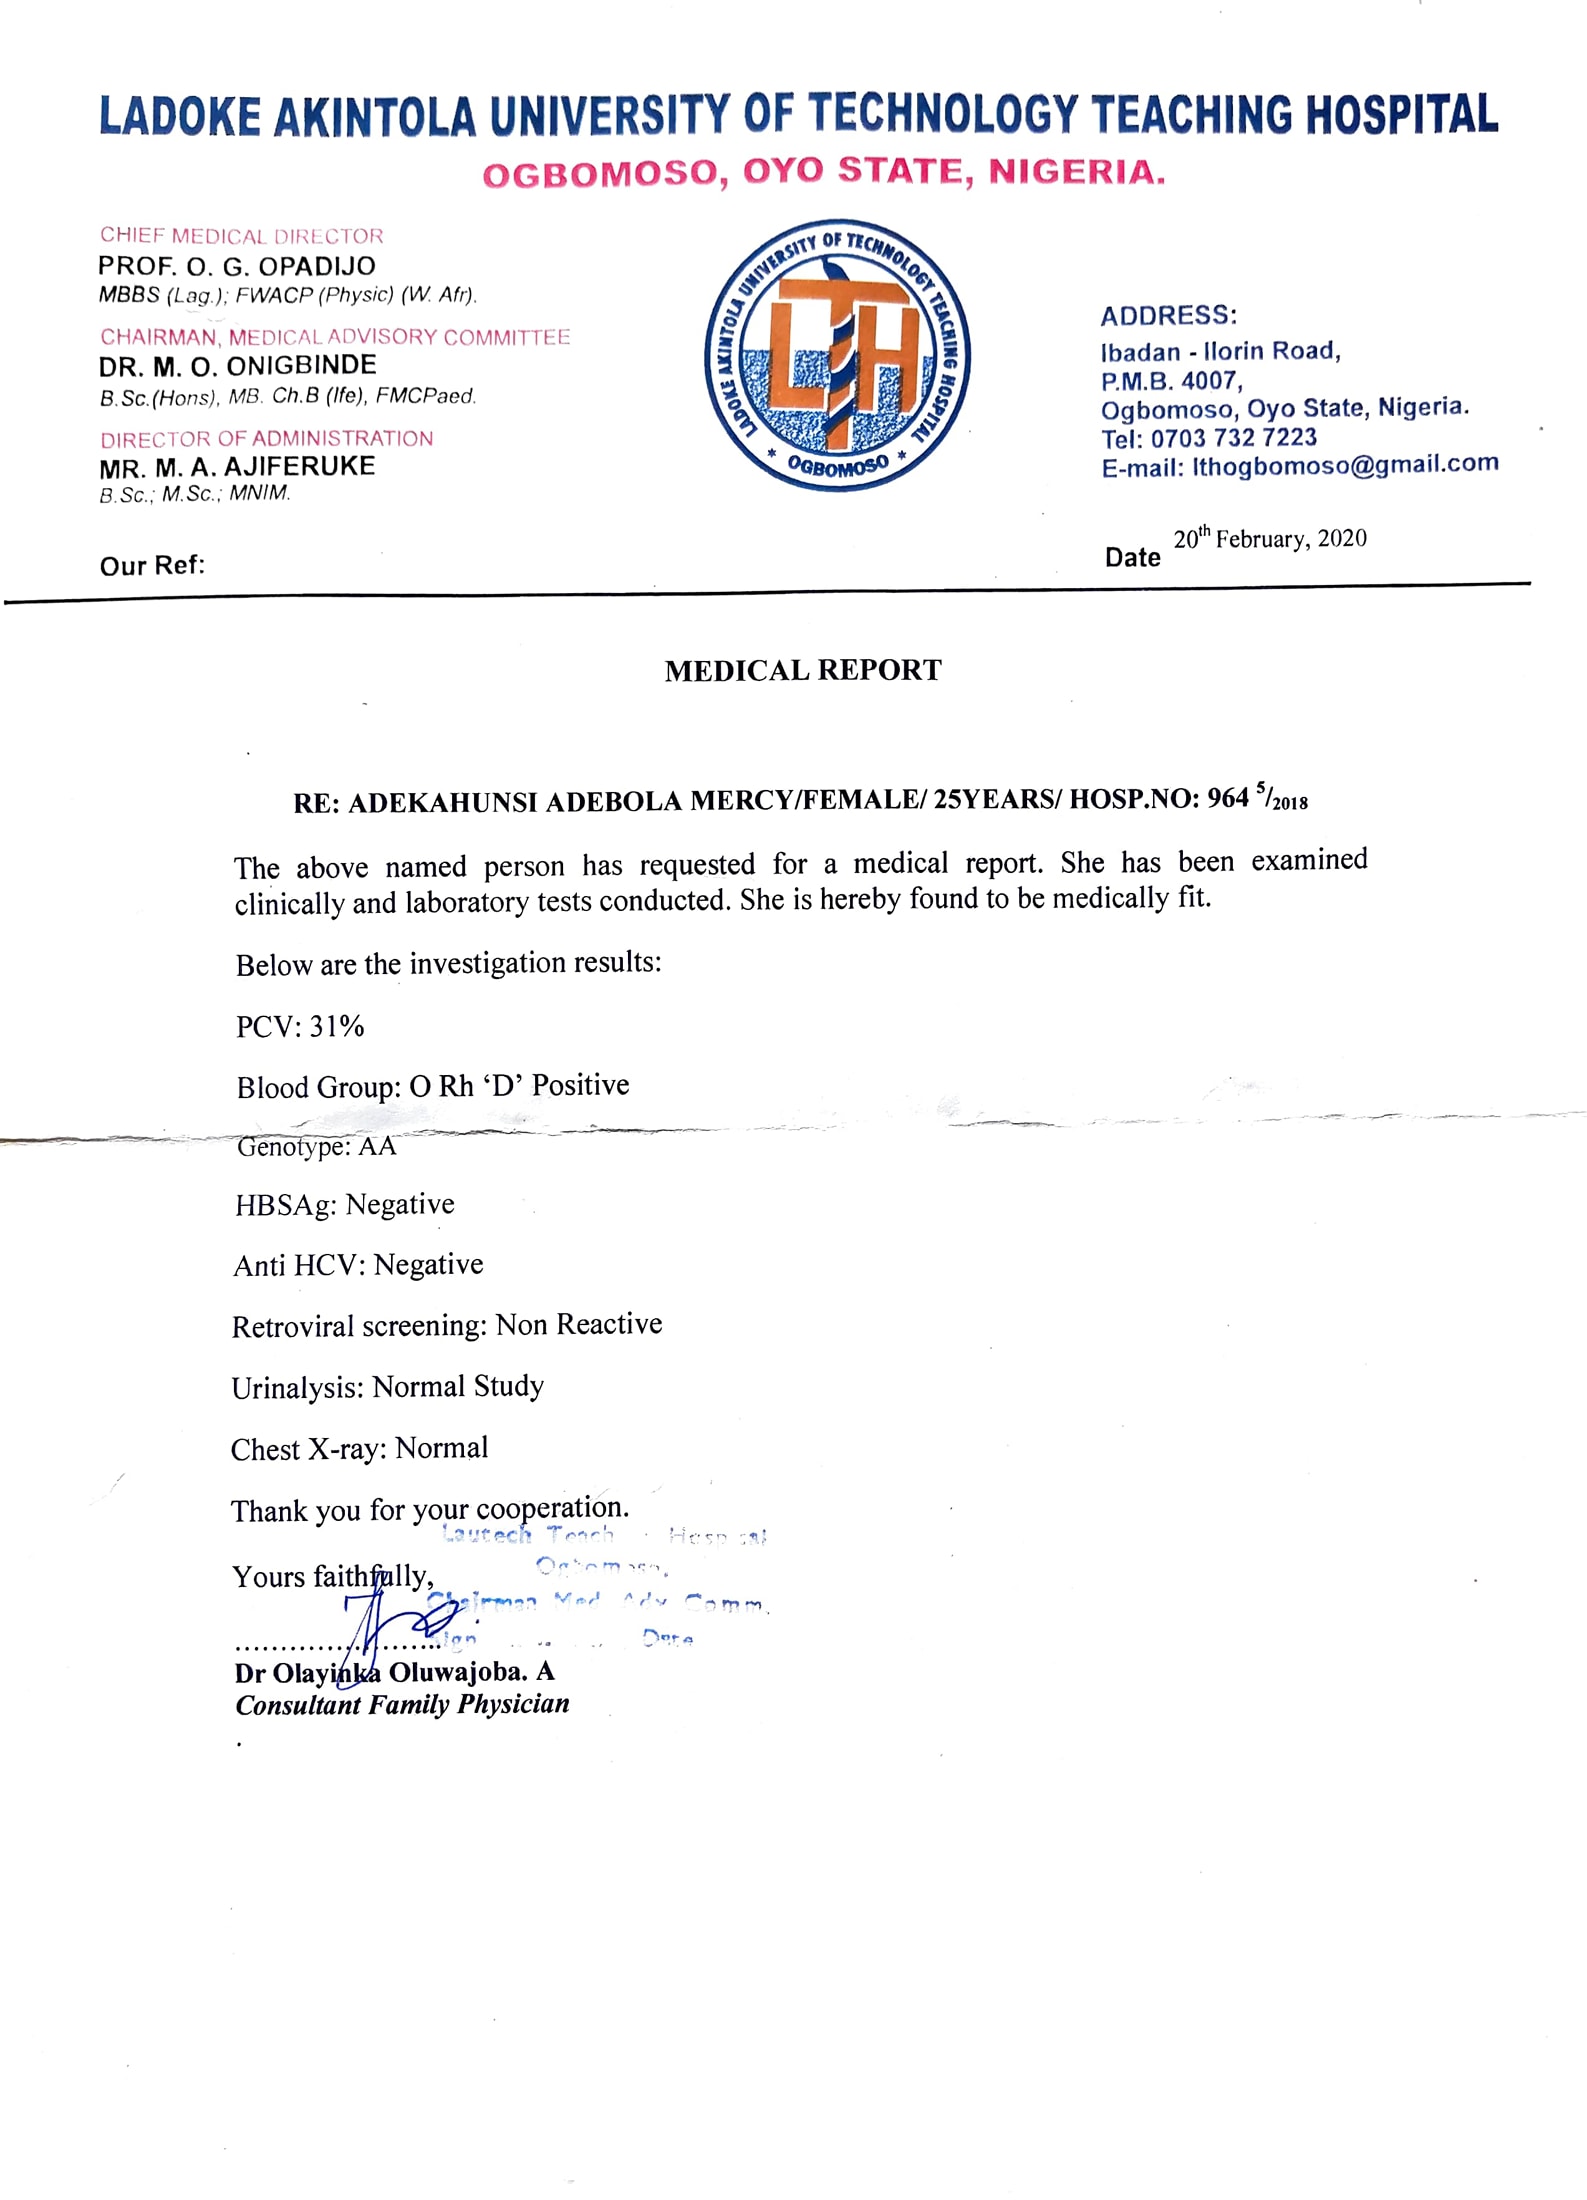 LADOKE AKINTOLA UNIVERSITY OF TECHNOLOGY TEACHING HOSPITAL
OGBOMOSO, OYO STATE, NIGERIA.
CHIEF MEDICAL DIRECTOR
PROF. O. G. OPADIJO
MBBS (Lag.); FWACP (Physic) (W. Afr).
CHAIRMAN, MEDICAL ADVISORY COMMITTEE
DR. M. O. ONIGBINDE
B.Sc.(Hons), MB. Ch.B (Ife), FMCPaed.
DIRECTOR OF ADMINISTRATION
MR. M. A. AJIFERUKE
B.Sc.; M.Sc.; MNIM.
Our Ref:
LADOKE AKINTOLA UNIVERSITY OF TECHNOLOGY TEACHING HOSPITAL
LTH
* OGBOMOSO *
ADDRESS:
Ibadan - Ilorin Road,
P.M.B. 4007,
Ogbomoso, Oyo State, Nigeria.
Tel: 0703 732 7223
E-mail: lthogbomoso@gmail.com
Date 20th February, 2020
MEDICAL REPORT
RE: ADEKAHUNSI ADEBOLA MERCY/FEMALE/ 25YEARS/ HOSP.NO: 964 5/2018
The above named person has requested for a medical report. She has been examined
clinically and laboratory tests conducted. She is hereby found to be medically fit.
Below are the investigation results:
PCV: 31%
Blood Group: O Rh ‘D’ Positive
Genotype: AA
HBSAg: Negative
Anti HCV: Negative
Retroviral screening: Non Reactive
Urinalysis: Normal Study
Chest X-ray: Normal
Thank you for your cooperation.
Lautech Teach Hospital
Ogbomoso,
Yours faithfully,
Chairman Med Adv Comm.
Sign Date
Dr Olayinka Oluwajoba. A
Consultant Family Physician